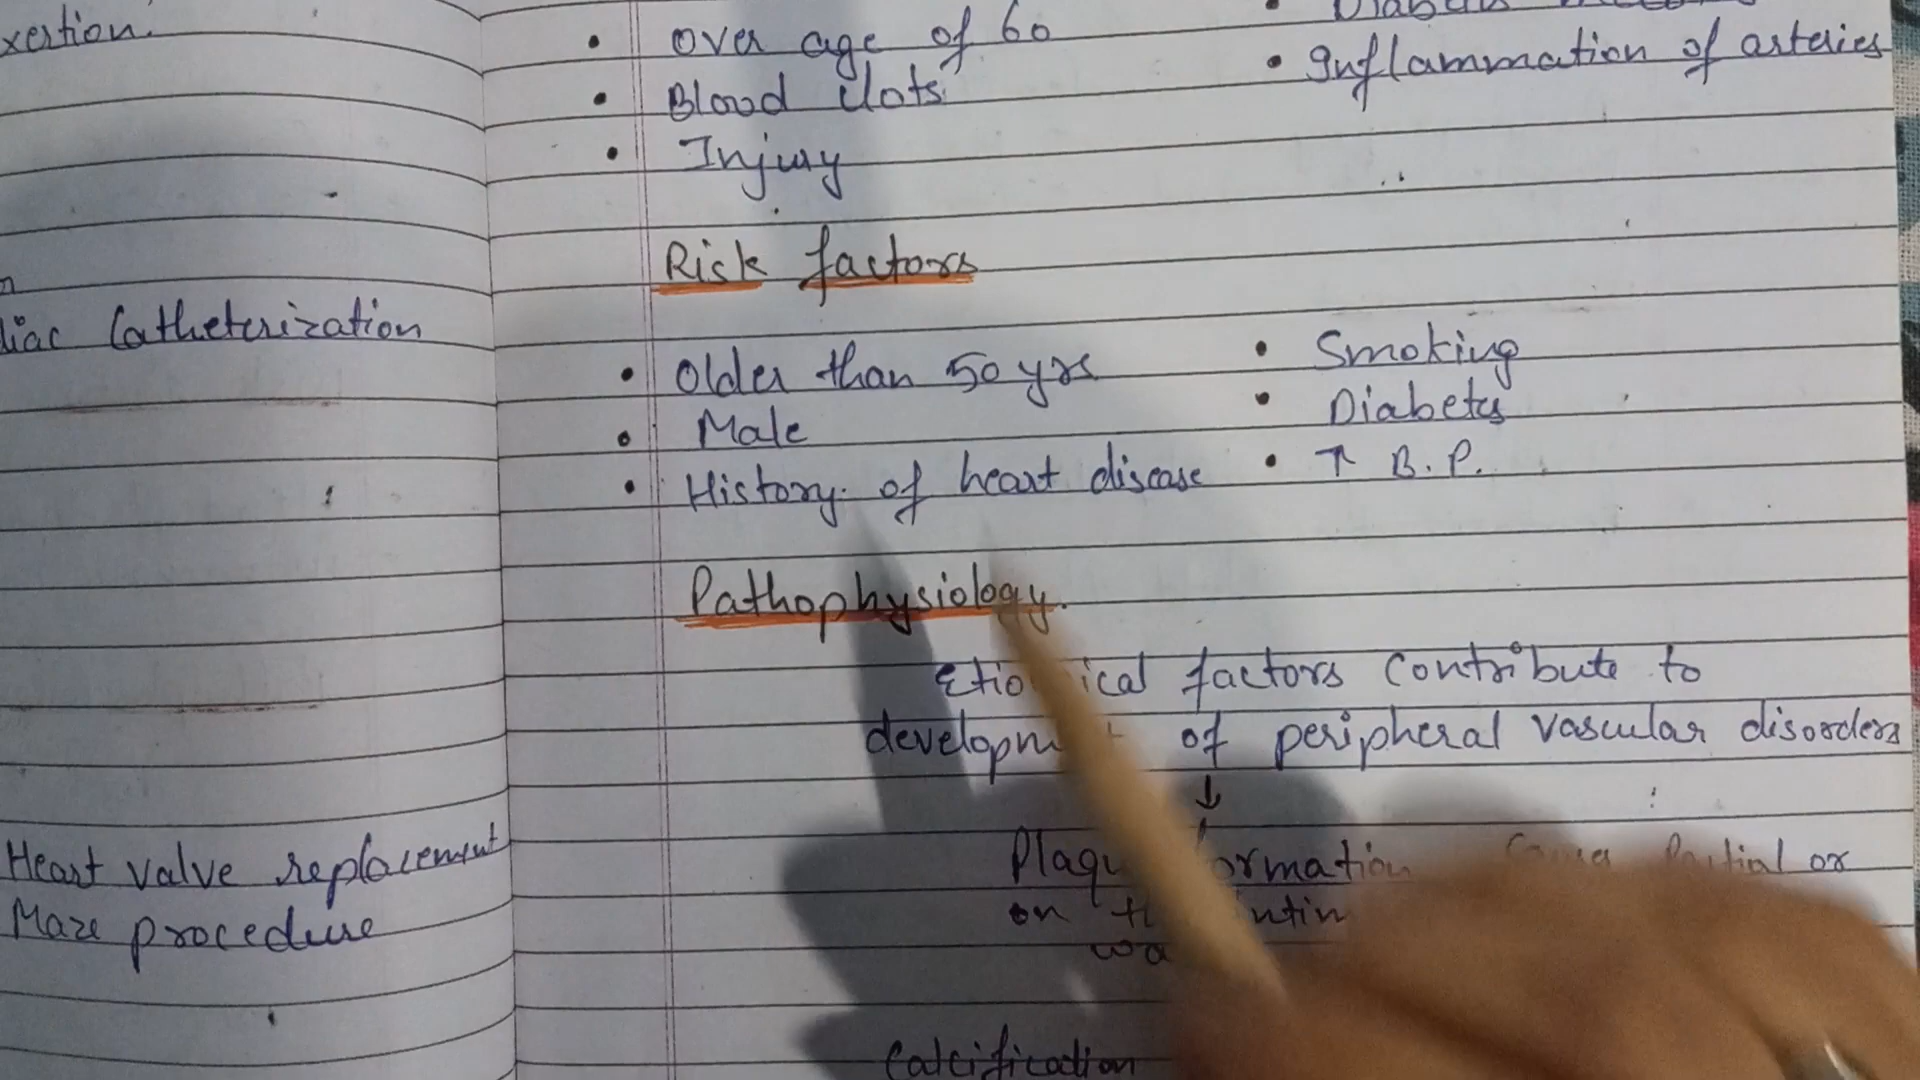 xertion.
liac Catheterization
Heart valve replacement
Maze procedure
• Over age of 60
• Blood clots
• Injury
• Inflammation of arteries
Risk factors
• Older than 50 yrs
• Male
• History of heart disease
• Smoking
• Diabetes
• ↑ B.P.
Pathophysiology.
factors contribute to
of peripheral vascular disorders
↓
Partial or
on
Calcification